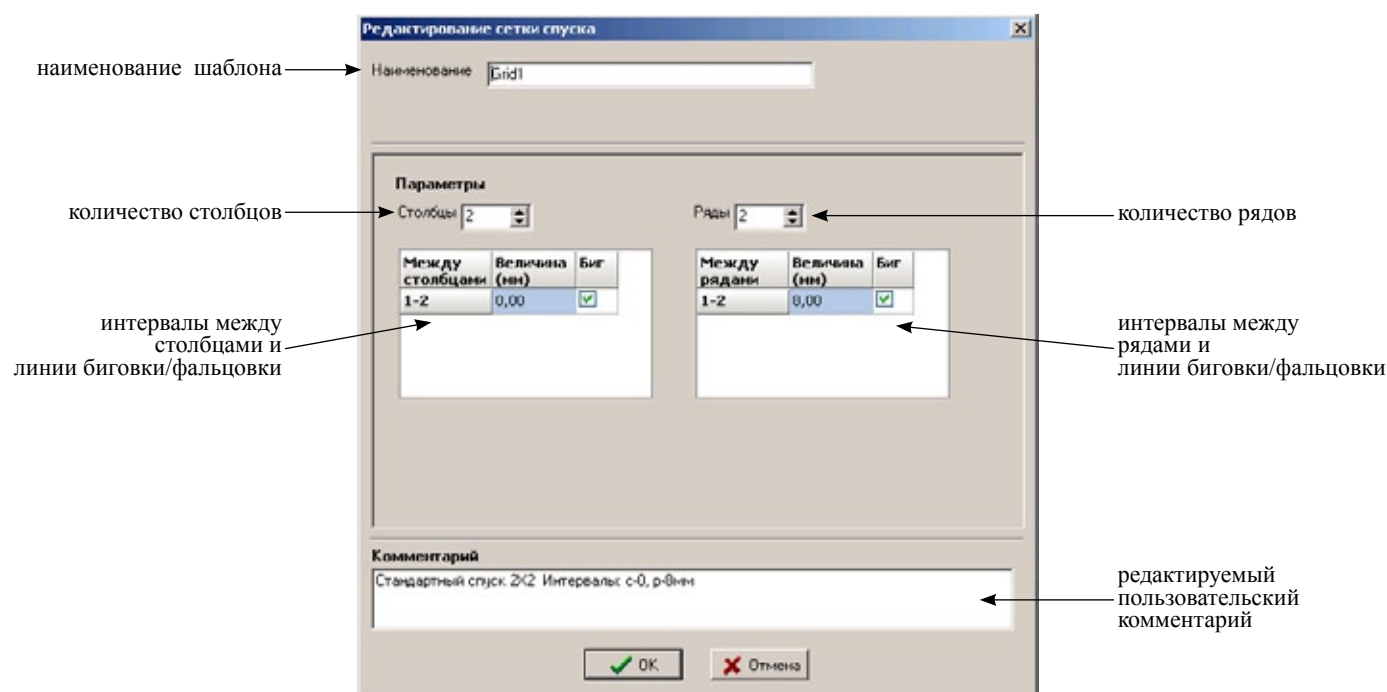 Редактирование сетки спуска
наименование шаблона
Наименование
Grid1
Параметры
количество столбцов
Столбцы 2
Ряды 2
количество рядов
Между столбцами
Величина (мм)
Биг
1-2
0,00
Между рядами
Величина (мм)
Биг
1-2
8,00
интервалы между
столбцами и
линии биговки/фальцовки
интервалы между
рядами и
линии биговки/фальцовки
Комментарий
Стандартный спуск 2X2 Интервалы: с-0, р-8мм
редактируемый
пользовательский
комментарий
OK
Отмена